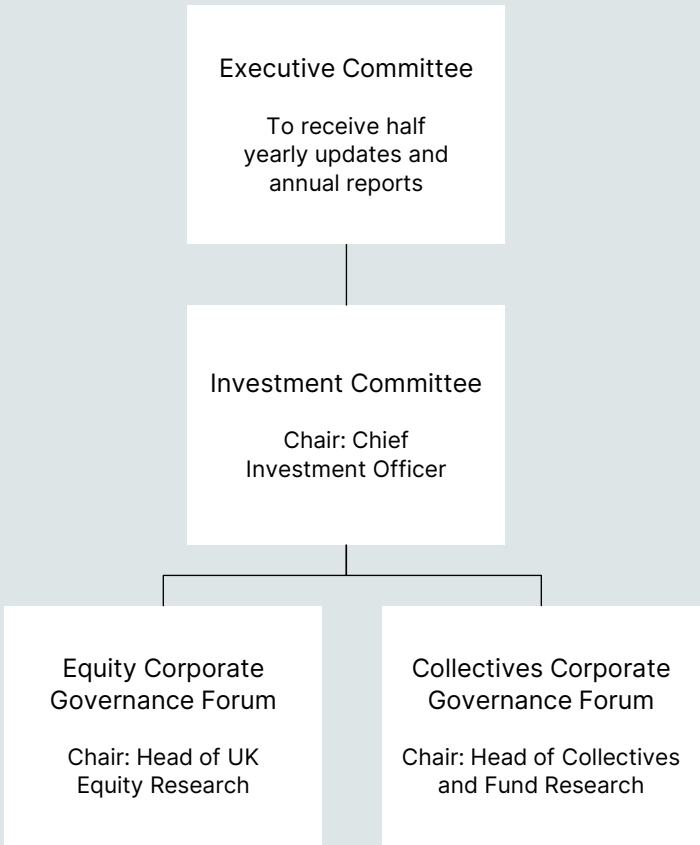 Executive Committee
To receive half
yearly updates and
annual reports
Investment Committee
Chair: Chief
Investment Officer
Equity Corporate
Governance Forum
Chair: Head of UK
Equity Research
Collectives Corporate
Governance Forum
Chair: Head of Collectives
and Fund Research